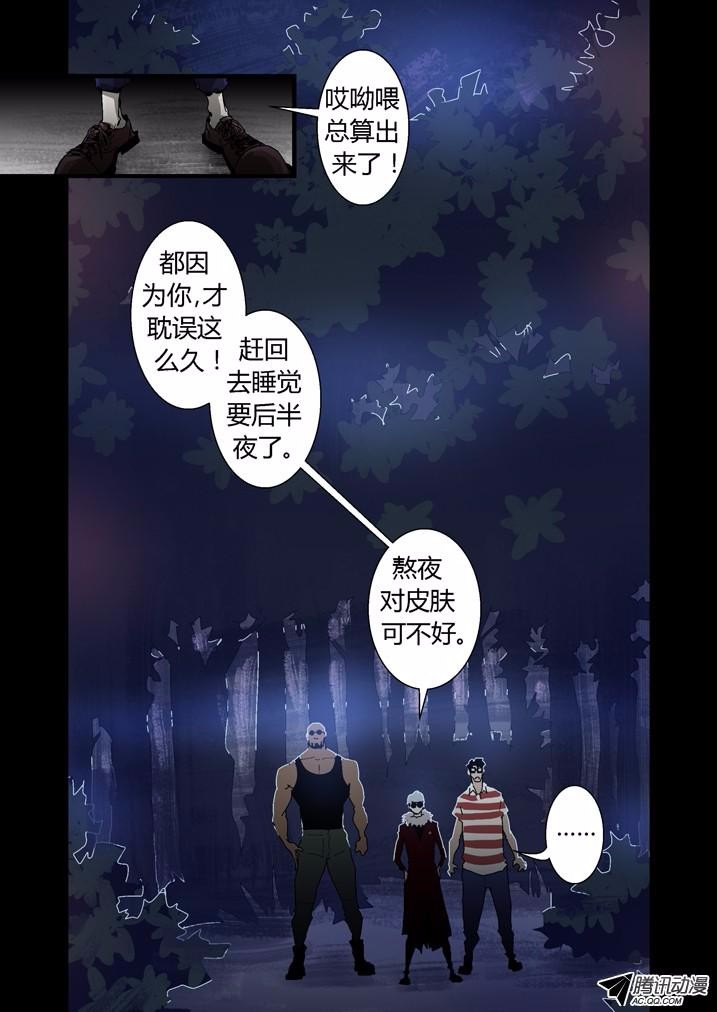 哎呦喂
总算出
来了！
都因
为你,才
耽误这
么久！
赶回
去睡觉
要后半
夜了。
熬夜
对皮肤
可不好。
……
腾讯动漫
AC.QQ.COM